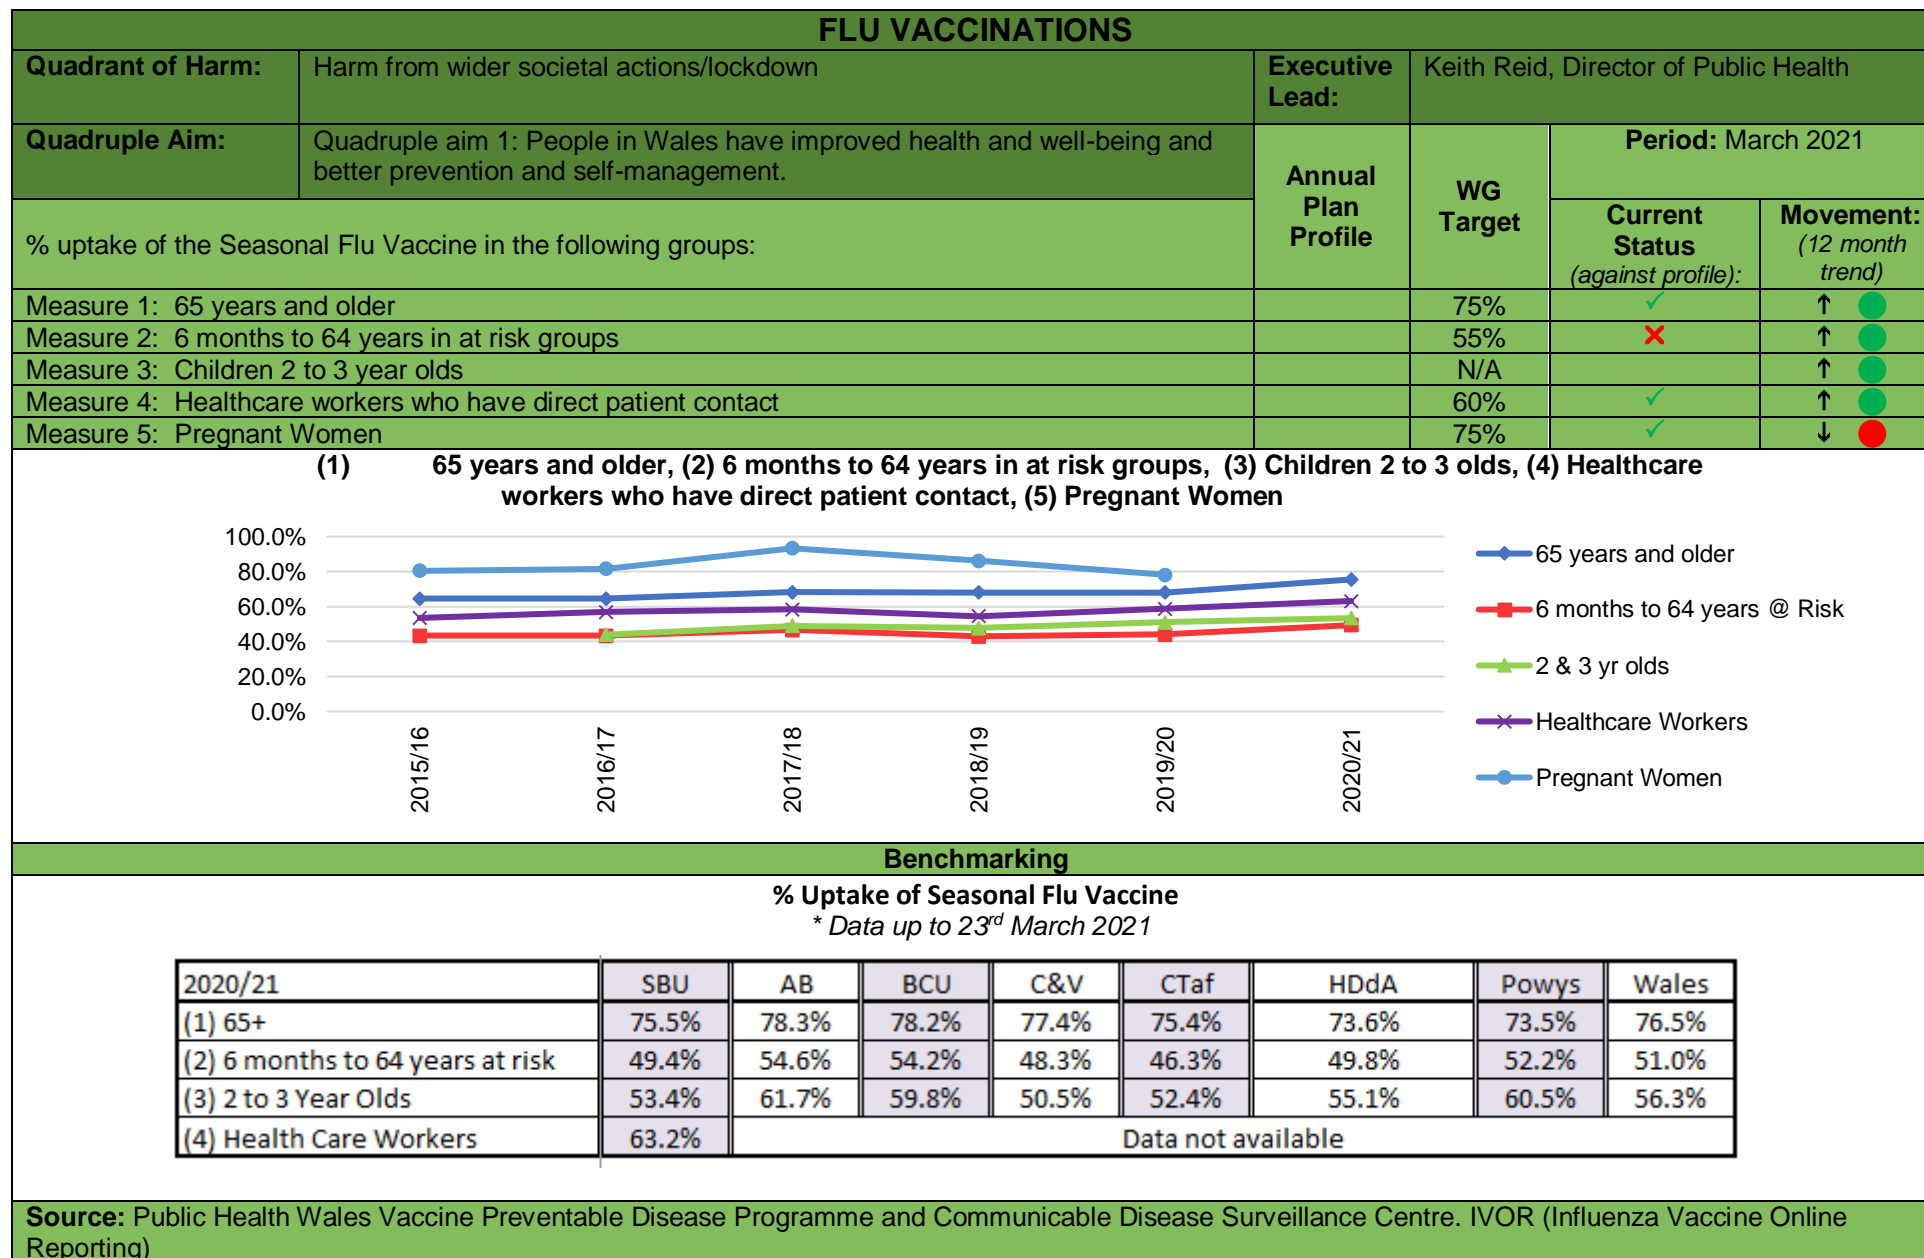 FLU VACCINATIONS
Quadrant of Harm: Harm from wider societal actions/lockdown Executive Lead: Keith Reid, Director of Public Health
Quadruple Aim: Quadruple aim 1: People in Wales have improved health and well-being and
better prevention and self-management.
Annual Plan Profile
WG Target
Period: March 2021
% uptake of the Seasonal Flu Vaccine in the following groups:
Current Status (against profile):
Movement: (12 month trend)
Measure 1: 65 years and older 75% ✓ ↑
Measure 2: 6 months to 64 years in at risk groups 55% ✗ ↑
Measure 3: Children 2 to 3 year olds N/A ↑
Measure 4: Healthcare workers who have direct patient contact 60% ✓ ↑
Measure 5: Pregnant Women 75% ✓ ↓
(1) 65 years and older, (2) 6 months to 64 years in at risk groups, (3) Children 2 to 3 olds, (4) Healthcare
workers who have direct patient contact, (5) Pregnant Women
100.0%
80.0%
60.0%
40.0%
20.0%
0.0%
2015/16
2016/17
2017/18
2018/19
2019/20
2020/21
65 years and older
6 months to 64 years @ Risk
2 & 3 yr olds
Healthcare Workers
Pregnant Women
Benchmarking
% Uptake of Seasonal Flu Vaccine
* Data up to 23rd March 2021
2020/21 SBU AB BCU C&V CTaf HDdA Powys Wales
(1) 65+ 75.5% 78.3% 78.2% 77.4% 75.4% 73.6% 73.5% 76.5%
(2) 6 months to 64 years at risk 49.4% 54.6% 54.2% 48.3% 46.3% 49.8% 52.2% 51.0%
(3) 2 to 3 Year Olds 53.4% 61.7% 59.8% 50.5% 52.4% 55.1% 60.5% 56.3%
(4) Health Care Workers 63.2% Data not available
Source: Public Health Wales Vaccine Preventable Disease Programme and Communicable Disease Surveillance Centre. IVOR (Influenza Vaccine Online
Reporting)